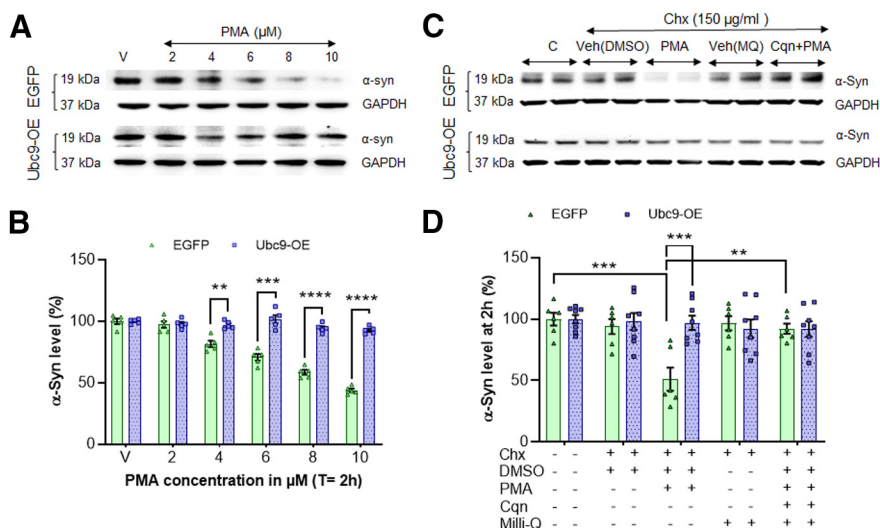 A
PMA (µM)
V 2 4 6 8 10
EGFP
19 kDa
α-syn
37 kDa
GAPDH
Ubc9-OE
19 kDa
α-syn
37 kDa
GAPDH
B
EGFP Ubc9-OE
α-Syn level (%)
150
100
50
0
** *** **** ****
V 2 4 6 8 10
PMA concentration in µM (T= 2h)
C
Chx (150 µg/ml )
C Veh(DMSO) PMA Veh(MQ) Cqn+PMA
EGFP
19 kDa
α-Syn
37 kDa
GAPDH
Ubc9-OE
19 kDa
α-Syn
37 kDa
GAPDH
D
EGFP Ubc9-OE
α-Syn level at 2h (%)
150
100
50
0
*** *** **
Chx - - + + + + + + + +
DMSO - - + + + + - - + +
PMA - - - - + + - - + +
Cqn - - - - - - - - + +
Milli-Q - - - - - - + + + +